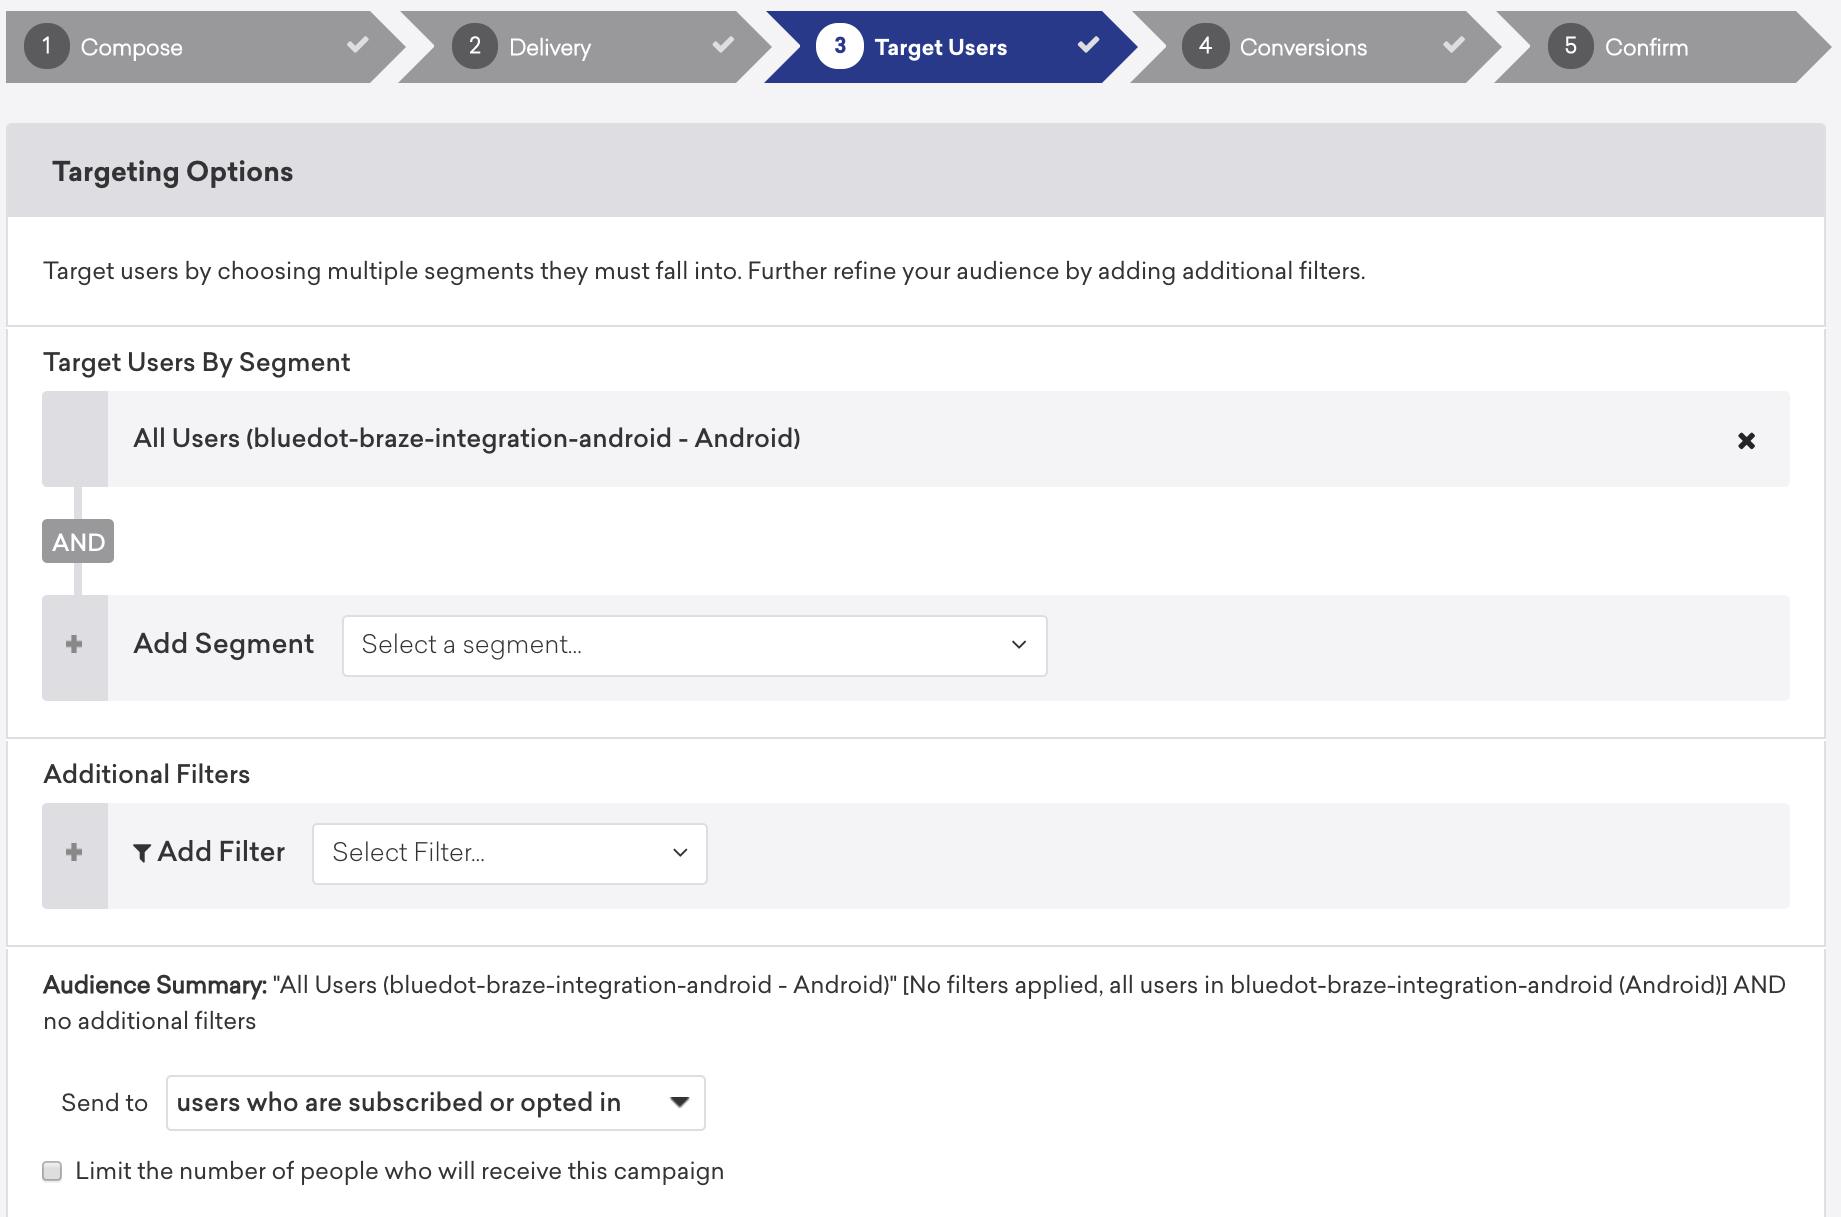 1 Compose 2 Delivery 3 Target Users 4 Conversions 5 Confirm
Targeting Options
Target users by choosing multiple segments they must fall into. Further refine your audience by adding additional filters.
Target Users By Segment
All Users (bluedot-braze-integration-android - Android)
AND
Add Segment Select a segment...
Additional Filters
Add Filter Select Filter...
Audience Summary: "All Users (bluedot-braze-integration-android - Android)" [No filters applied, all users in bluedot-braze-integration-android (Android)] AND
no additional filters
Send to users who are subscribed or opted in
Limit the number of people who will receive this campaign